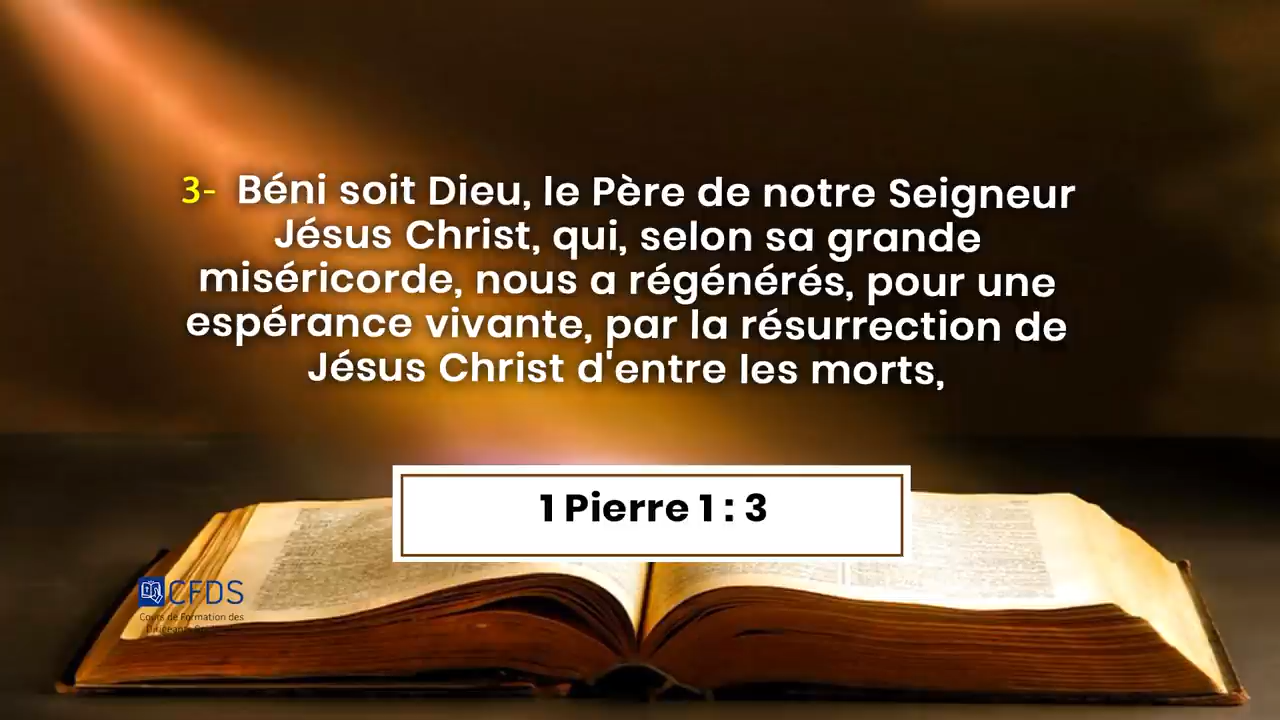 3- Béni soit Dieu, le Père de notre Seigneur
Jésus Christ, qui, selon sa grande
miséricorde, nous a régénérés, pour une
espérance vivante, par la résurrection de
Jésus Christ d'entre les morts,
1 Pierre 1 : 3
CFDS
Cours de Formation des